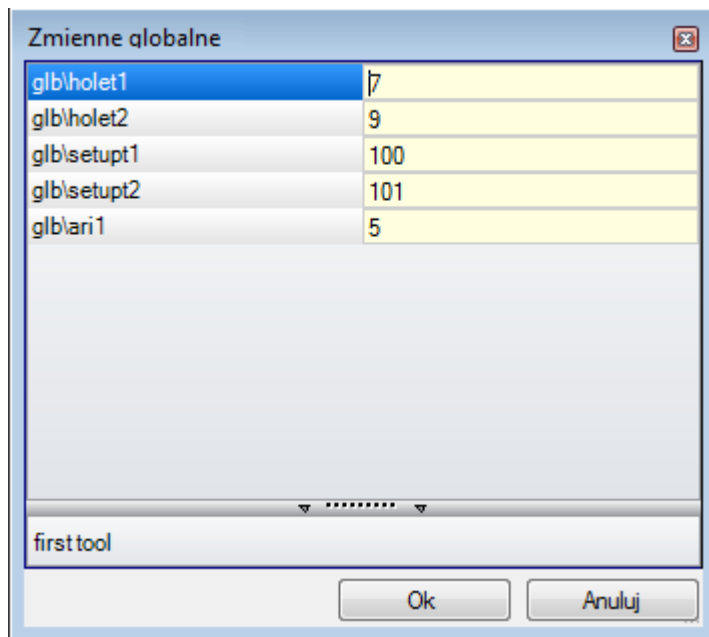 Zmienne globalne
glb\holet1 7
glb\holet2 9
glb\setupt1 100
glb\setupt2 101
glb\ari1 5
first tool
Ok Anuluj